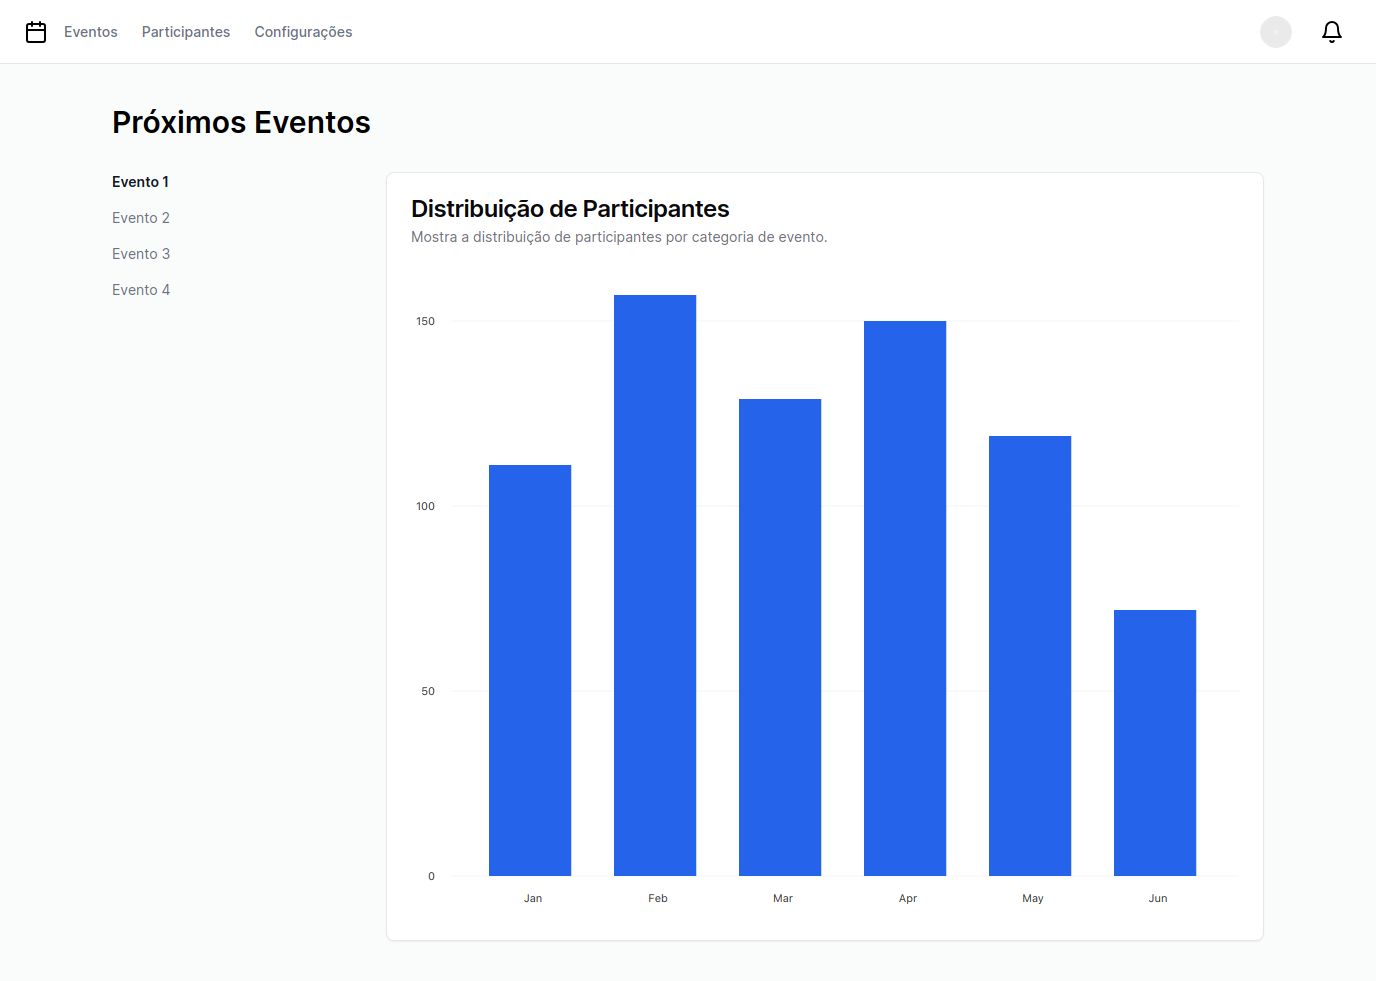 Eventos Participantes Configurações
Próximos Eventos
Evento 1
Evento 2
Evento 3
Evento 4
Distribuição de Participantes
Mostra a distribuição de participantes por categoria de evento.
150
100
50
0
Jan Feb Mar Apr May Jun